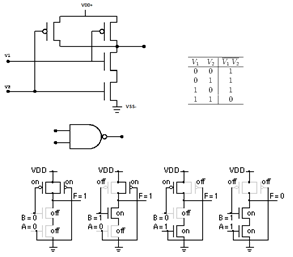 VDD+
V1
V2
VSS-
V₁ V₂ V₁V₂
0 0 1
0 1 1
1 0 1
1 1 0
VDD VDD VDD VDD
on on off on on off off off
F=1 F=1 F=1 F=0
B=0 off B=1 on B=0 off B=1 on
A=0 off A=0 off A=1 on A=1 on